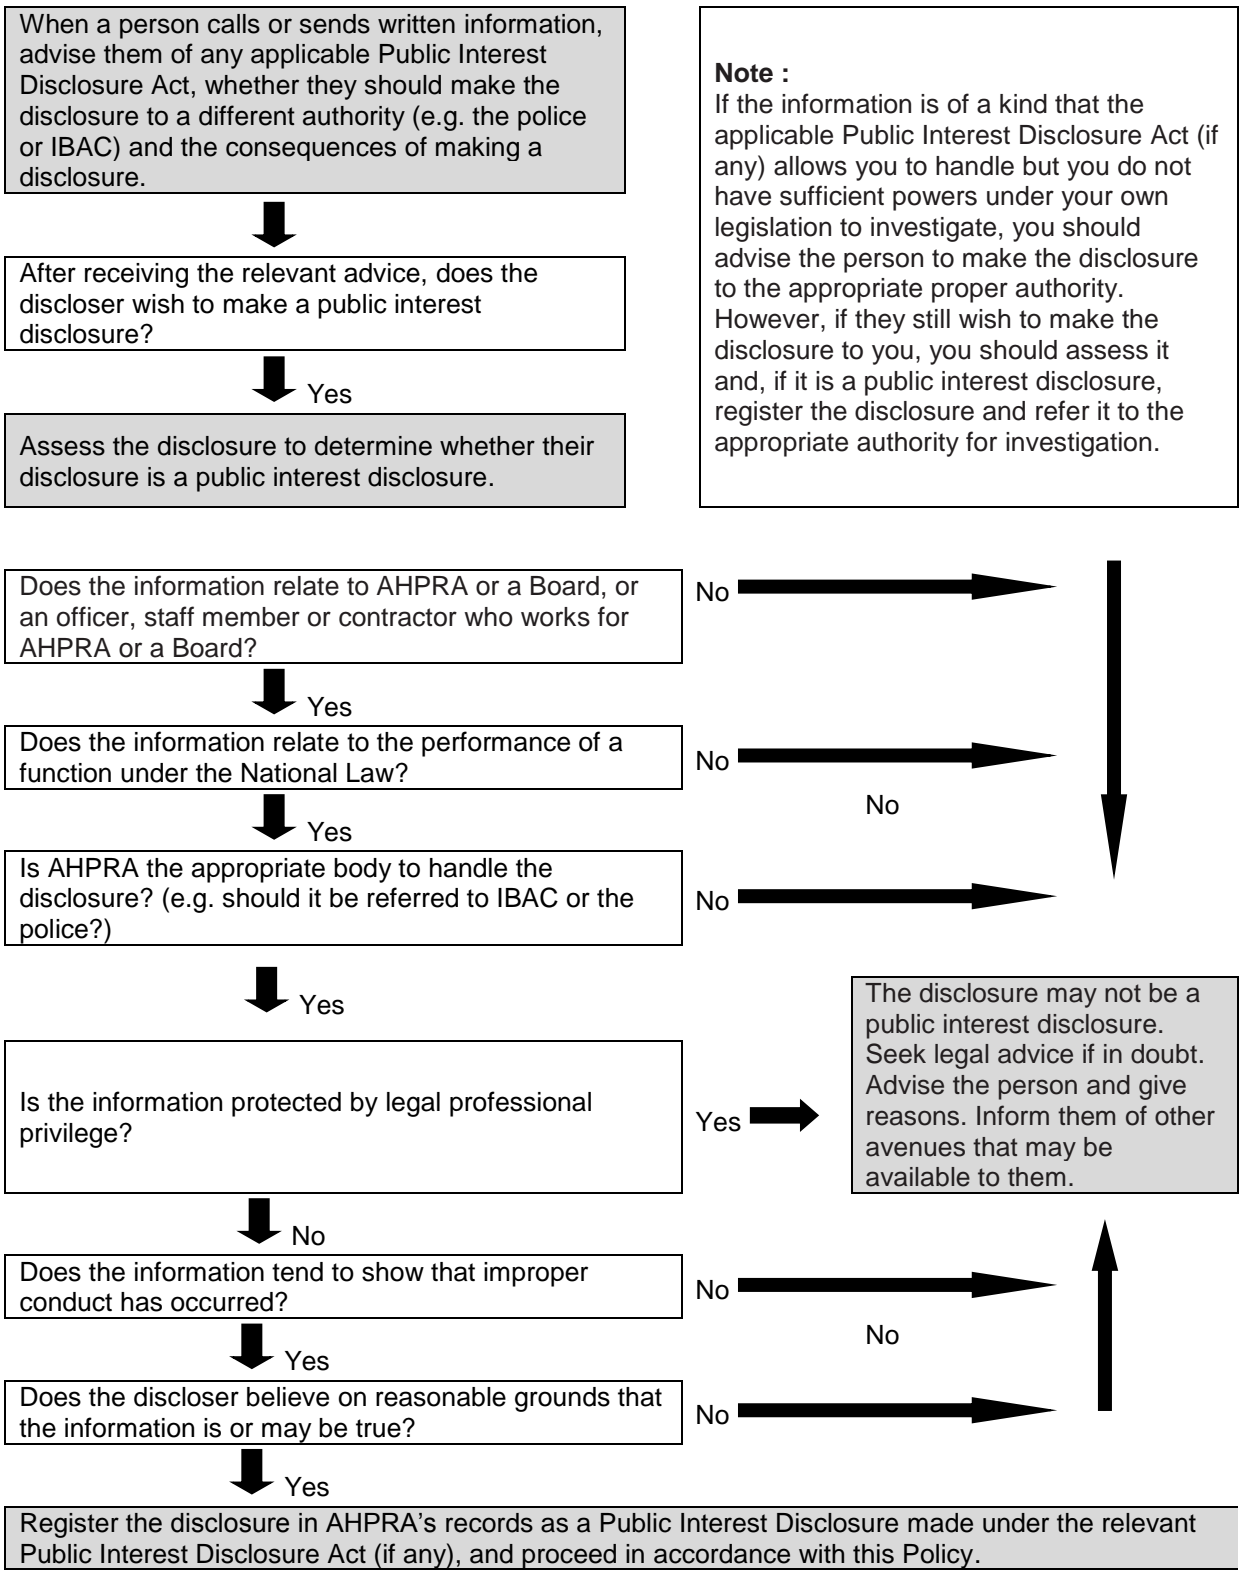 When a person calls or sends written information,
advise them of any applicable Public Interest
Disclosure Act, whether they should make the
disclosure to a different authority (e.g. the police
or IBAC) and the consequences of making a
disclosure.
Note :
If the information is of a kind that the
applicable Public Interest Disclosure Act (if
any) allows you to handle but you do not
have sufficient powers under your own
legislation to investigate, you should
advise the person to make the disclosure
to the appropriate proper authority.
However, if they still wish to make the
disclosure to you, you should assess it
and, if it is a public interest disclosure,
register the disclosure and refer it to the
appropriate authority for investigation.
After receiving the relevant advice, does the
discloser wish to make a public interest
disclosure?
Yes
Assess the disclosure to determine whether their
disclosure is a public interest disclosure.
Does the information relate to AHPRA or a Board, or
an officer, staff member or contractor who works for
AHPRA or a Board?
No
Yes
Does the information relate to the performance of a
function under the National Law?
No
No
Yes
Is AHPRA the appropriate body to handle the
disclosure? (e.g. should it be referred to IBAC or the
police?)
No
Yes
The disclosure may not be a
public interest disclosure.
Seek legal advice if in doubt.
Advise the person and give
reasons. Inform them of other
avenues that may be
available to them.
Is the information protected by legal professional
privilege?
Yes
No
Does the information tend to show that improper
conduct has occurred?
No
No
Yes
Does the discloser believe on reasonable grounds that
the information is or may be true?
No
Yes
Register the disclosure in AHPRA's records as a Public Interest Disclosure made under the relevant
Public Interest Disclosure Act (if any), and proceed in accordance with this Policy.